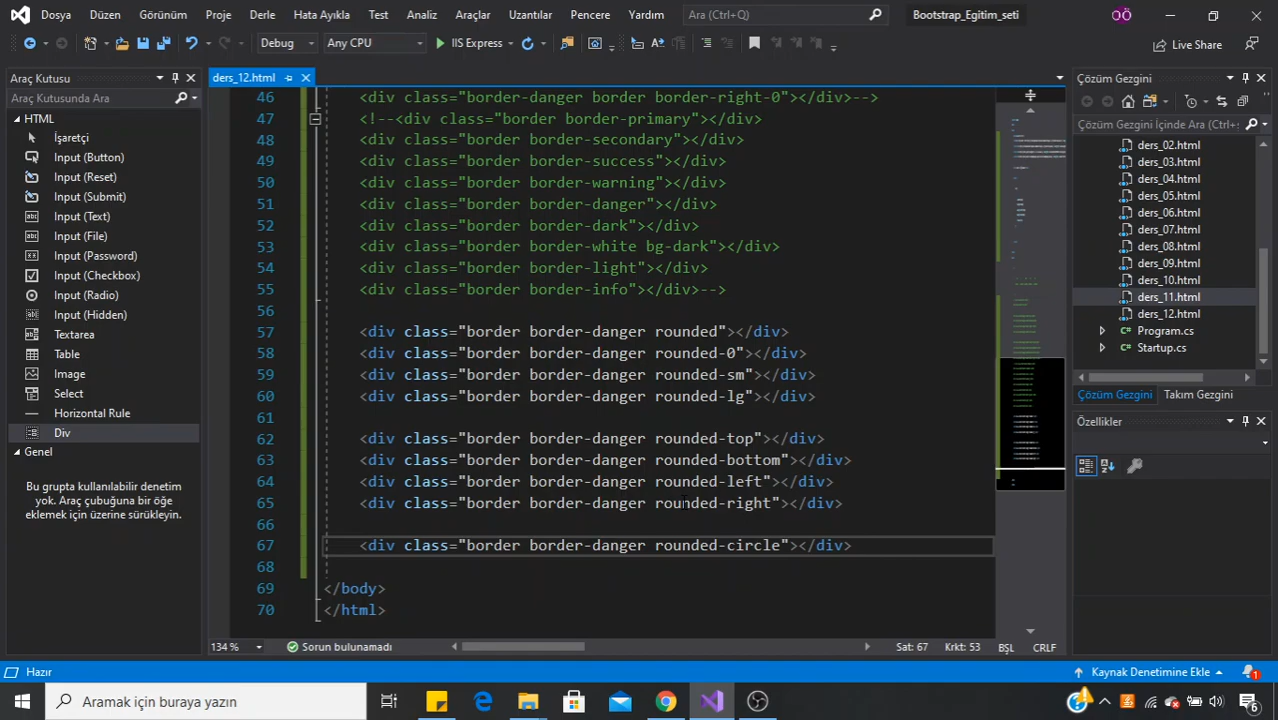 Dosya Düzen Görünüm Proje Derle Hata Ayıkla Test Analiz Araçlar Uzantılar Pencere Yardım Ara (Ctrl+Q) Bootstrap_Egitim_seti OÖ
Debug Any CPU IIS Express Live Share
Araç Kutusu
Araç Kutusunda Ara
HTML
İşaretçi
Input (Button)
Input (Reset)
Input (Submit)
Input (Text)
Input (File)
Input (Password)
Input (Checkbox)
Input (Radio)
Input (Hidden)
Textarea
Table
Image
Select
Horizontal Rule
Div
Genel
Bu grupta kullanılabilir denetim
yok. Araç çubuğuna bir öğe
eklemek için üzerine sürükleyin.
ders_12.html
46 <div class="border-danger border border-right-0"></div>-->
47 <!--<div class="border border-primary"></div>
48 <div class="border border-secondary"></div>
49 <div class="border border-success"></div>
50 <div class="border border-warning"></div>
51 <div class="border border-danger"></div>
52 <div class="border border-dark"></div>
53 <div class="border border-white bg-dark"></div>
54 <div class="border border-light"></div>
55 <div class="border border-info"></div>-->
56
57 <div class="border border-danger rounded"></div>
58 <div class="border border-danger rounded-0"></div>
59 <div class="border border-danger rounded-sm"></div>
60 <div class="border border-danger rounded-lg"></div>
61
62 <div class="border border-danger rounded-top"></div>
63 <div class="border border-danger rounded-bottom"></div>
64 <div class="border border-danger rounded-left"></div>
65 <div class="border border-danger rounded-right"></div>
66
67 <div class="border border-danger rounded-circle"></div>
68
69 </body>
70 </html>
134 % Sorun bulunamadı Sat: 67 Krkt: 53 BŞL CRLF
Çözüm Gezgini
Çözüm Gezgini İçinde Ara (Ctrl+ş
ders_02.html
ders_03.html
ders_04.html
ders_05.html
ders_06.html
ders_07.html
ders_08.html
ders_09.html
ders_10.html
ders_11.html
ders_12.html
Program.cs
Startup.cs
Çözüm Gezgini Takım Gezgini
Özellikler
Hazır Kaynak Denetimine Ekle 1
Aramak için buraya yazın 6